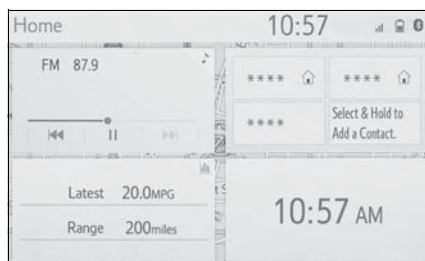 Home 10:57
FM 87.9
**** ****
**** Select & Hold to
Add a Contact.
Latest 20.0MPG
Range 200miles
10:57 AM